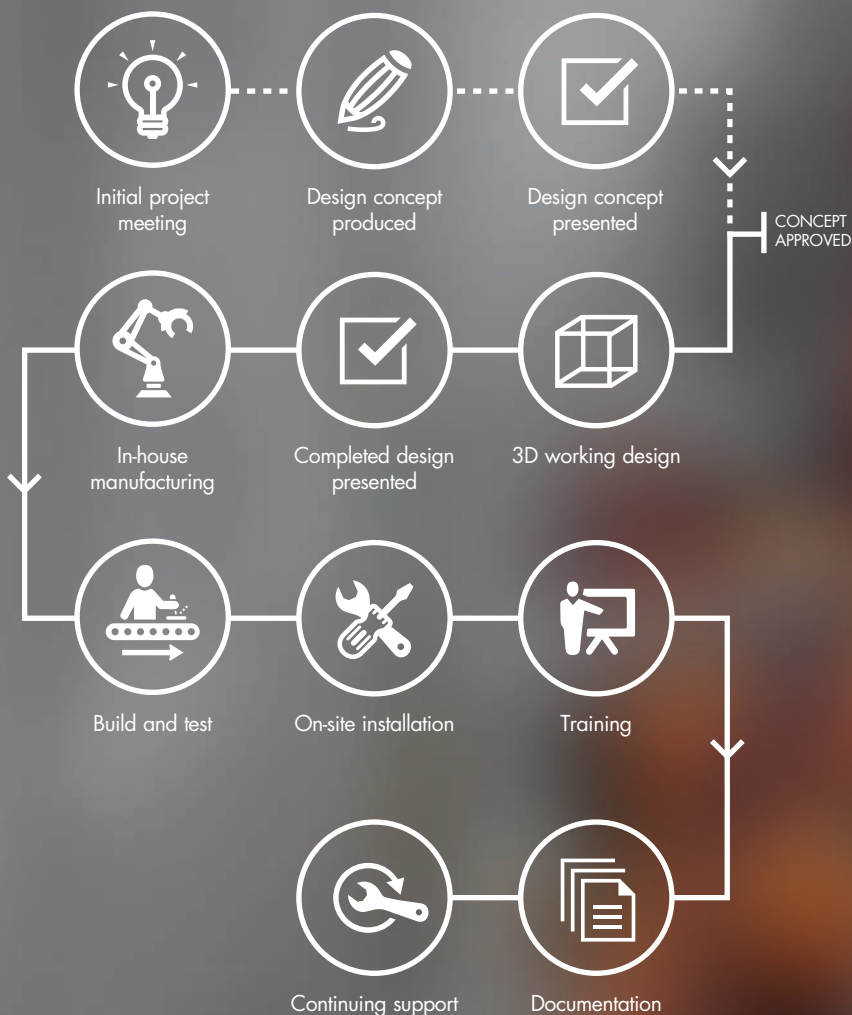 Initial project
meeting
Design concept
produced
Design concept
presented
CONCEPT
APPROVED
In-house
manufacturing
Completed design
presented
3D working design
Build and test
On-site installation
Training
Continuing support
Documentation